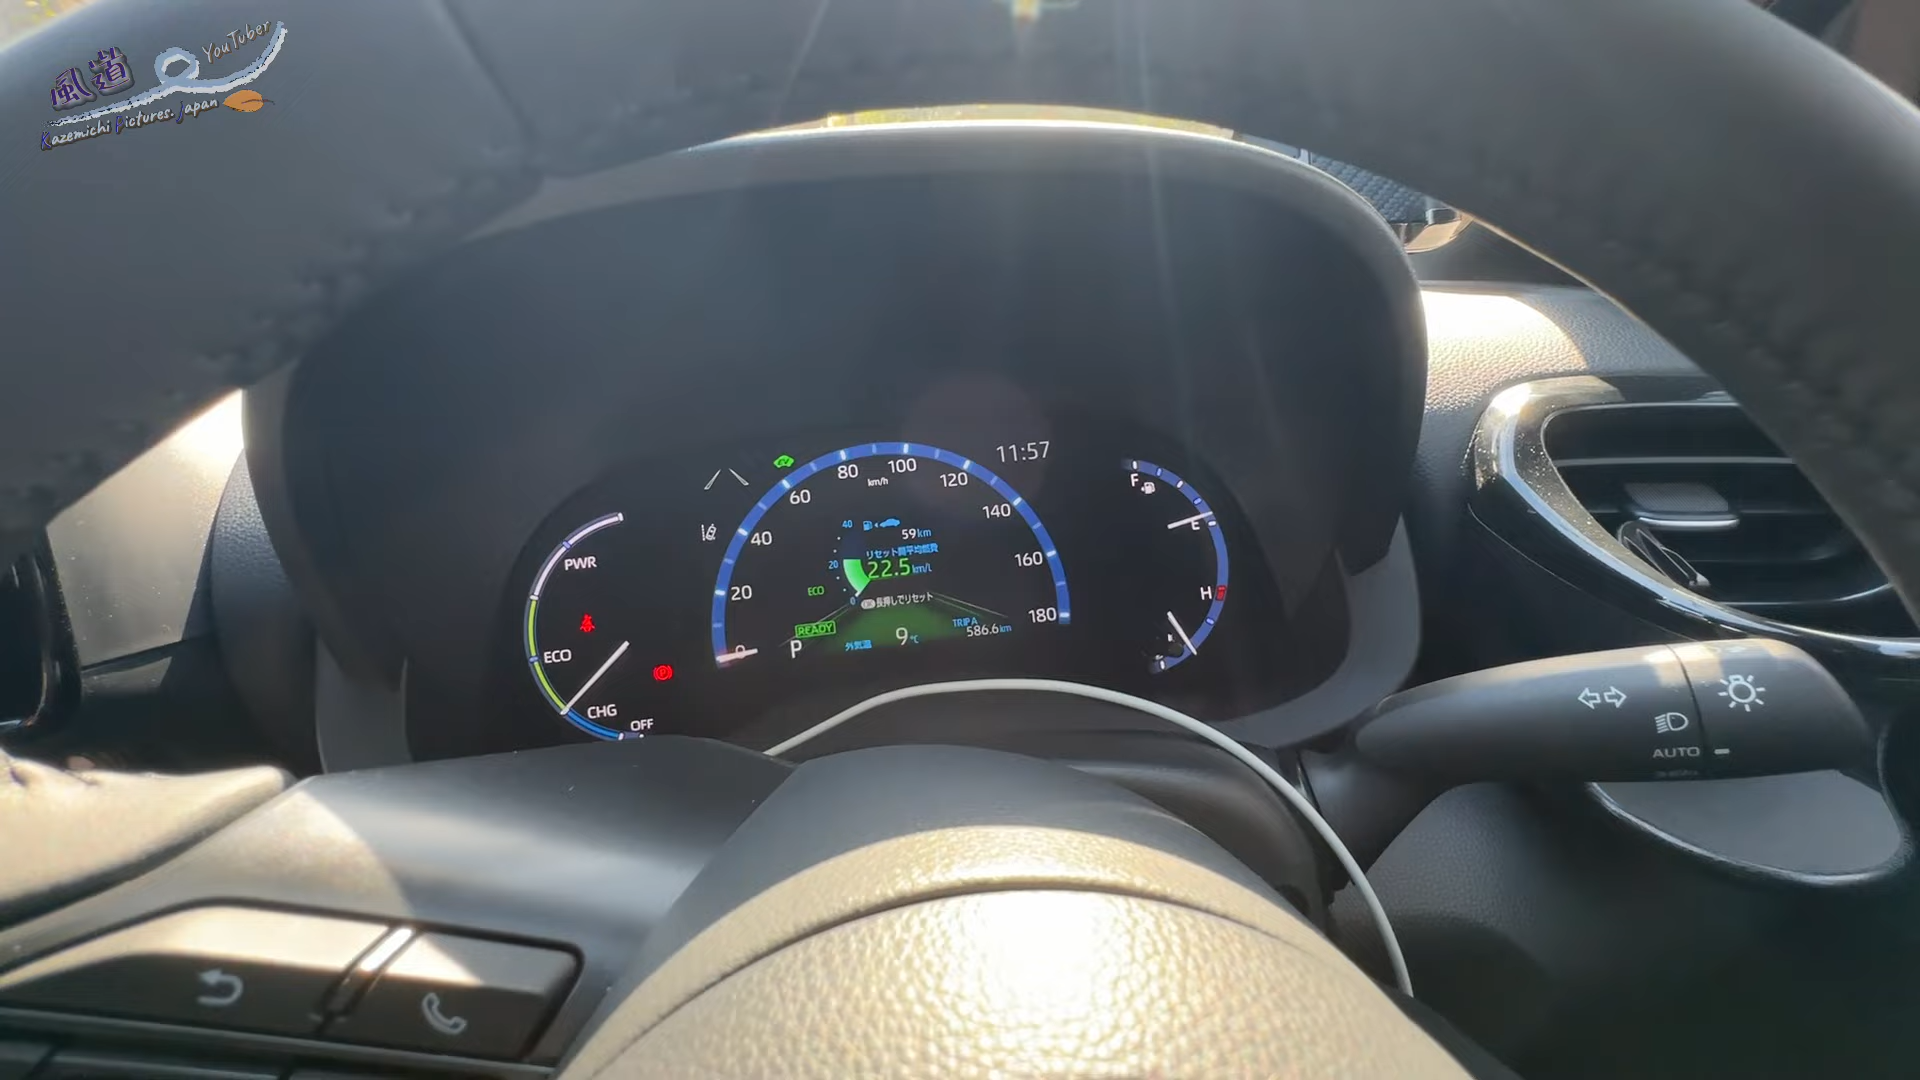 風道
YouTuber
Kazemichi Pictures. Japan
11:57
PWR
ECO
CHG
OFF
0
20
40
60
80
100
120
140
160
180
km/h
40
20
0
59km
リセット間平均燃費
22.5km/L
ECO
長押しでリセット
READY
P
外気温
9℃
TRIP A
586.6km
F
E
H
AUTO